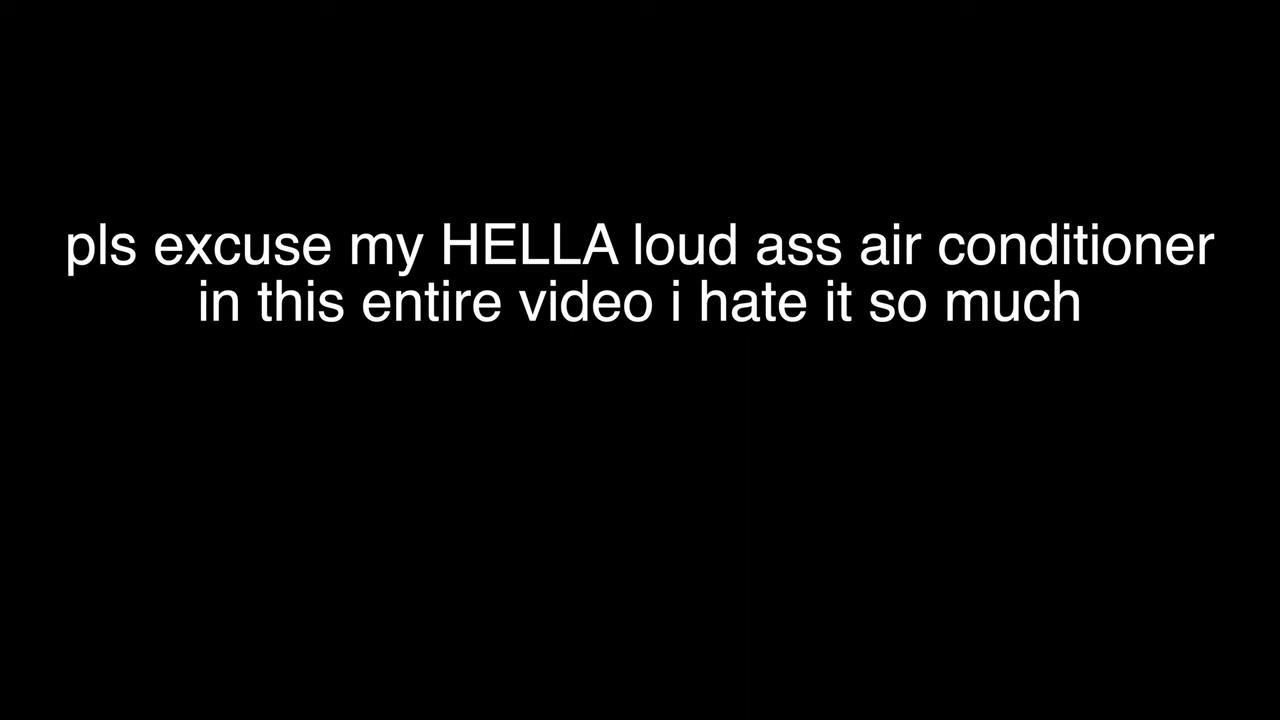 pls excuse my HELLA loud ass air conditioner
in this entire video i hate it so much